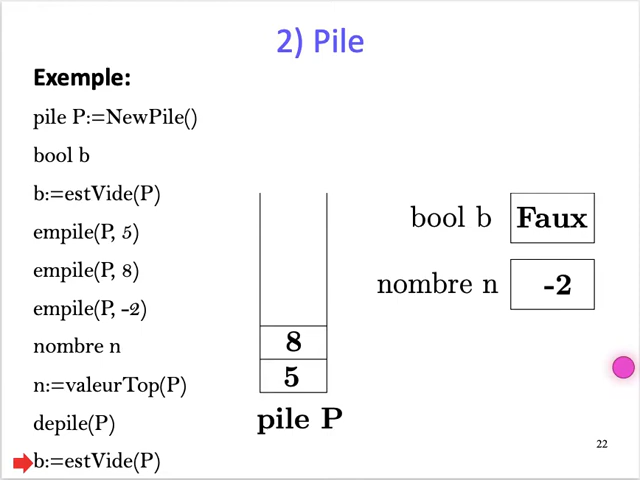 2) Pile
Exemple:
pile P:=NewPile()
bool b
b:=estVide(P)
empile(P, 5)
empile(P, 8)
empile(P, -2)
nombre n
n:=valeurTop(P)
depile(P)
b:=estVide(P)
8
5
pile P
bool b Faux
nombre n -2
22